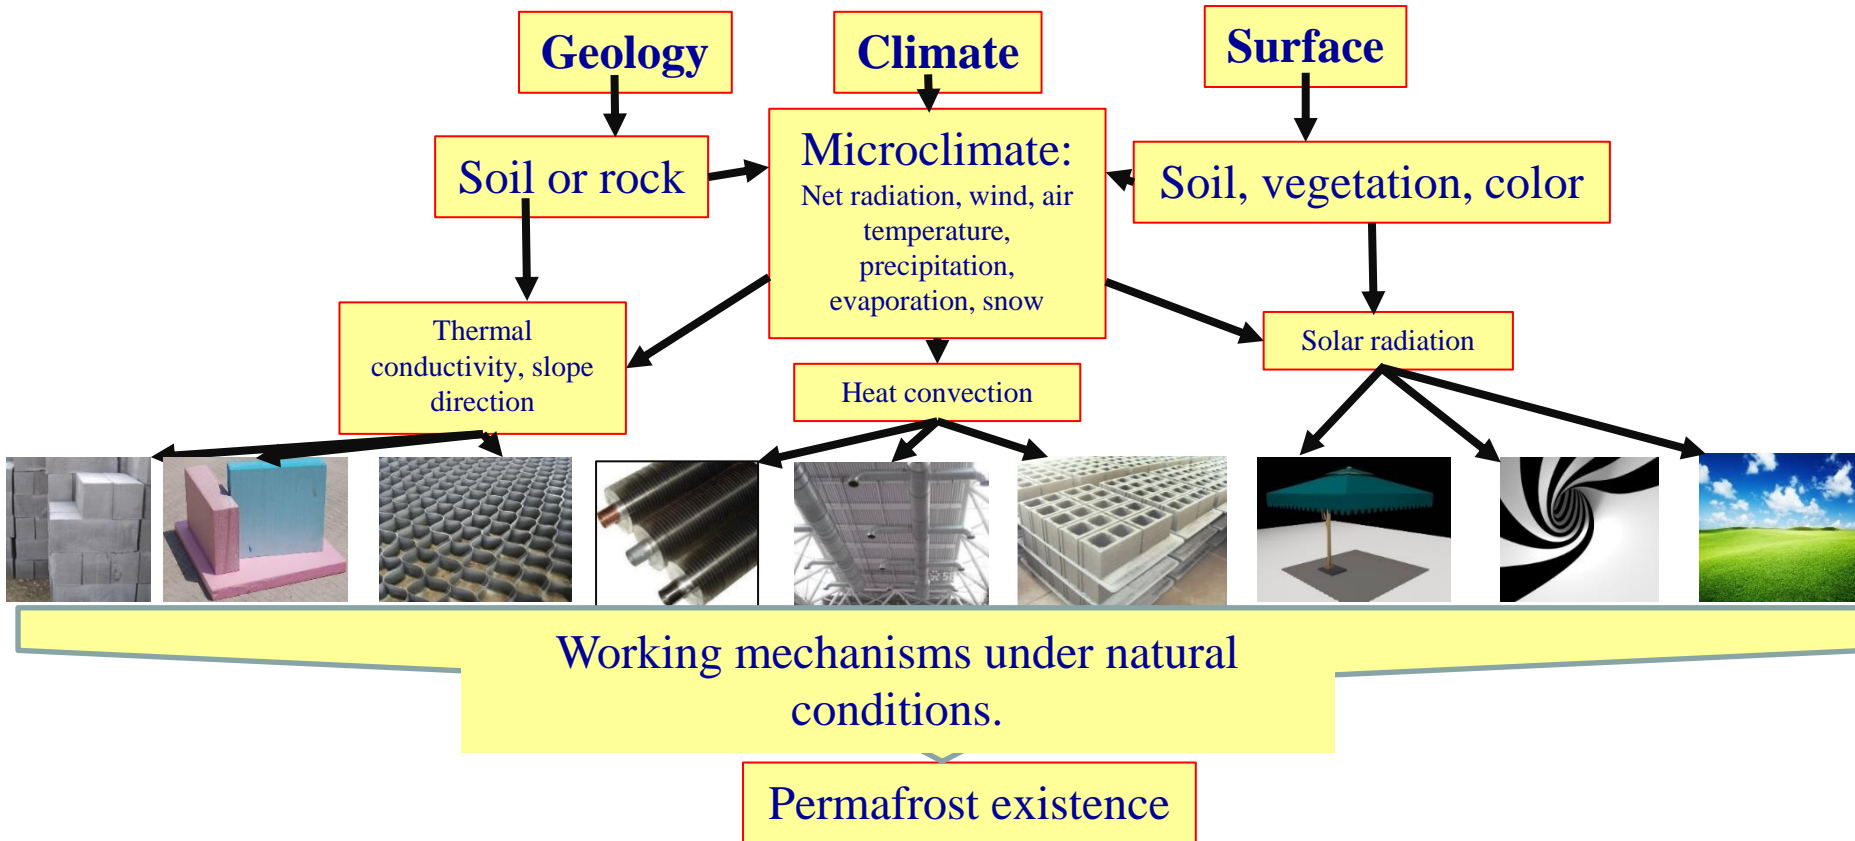 Geology
Climate
Surface
Soil or rock
Microclimate:
Net radiation, wind, air
temperature,
precipitation,
evaporation, snow
Soil, vegetation, color
Thermal
conductivity, slope
direction
Heat convection
Solar radiation
Working mechanisms under natural
conditions.
Permafrost existence